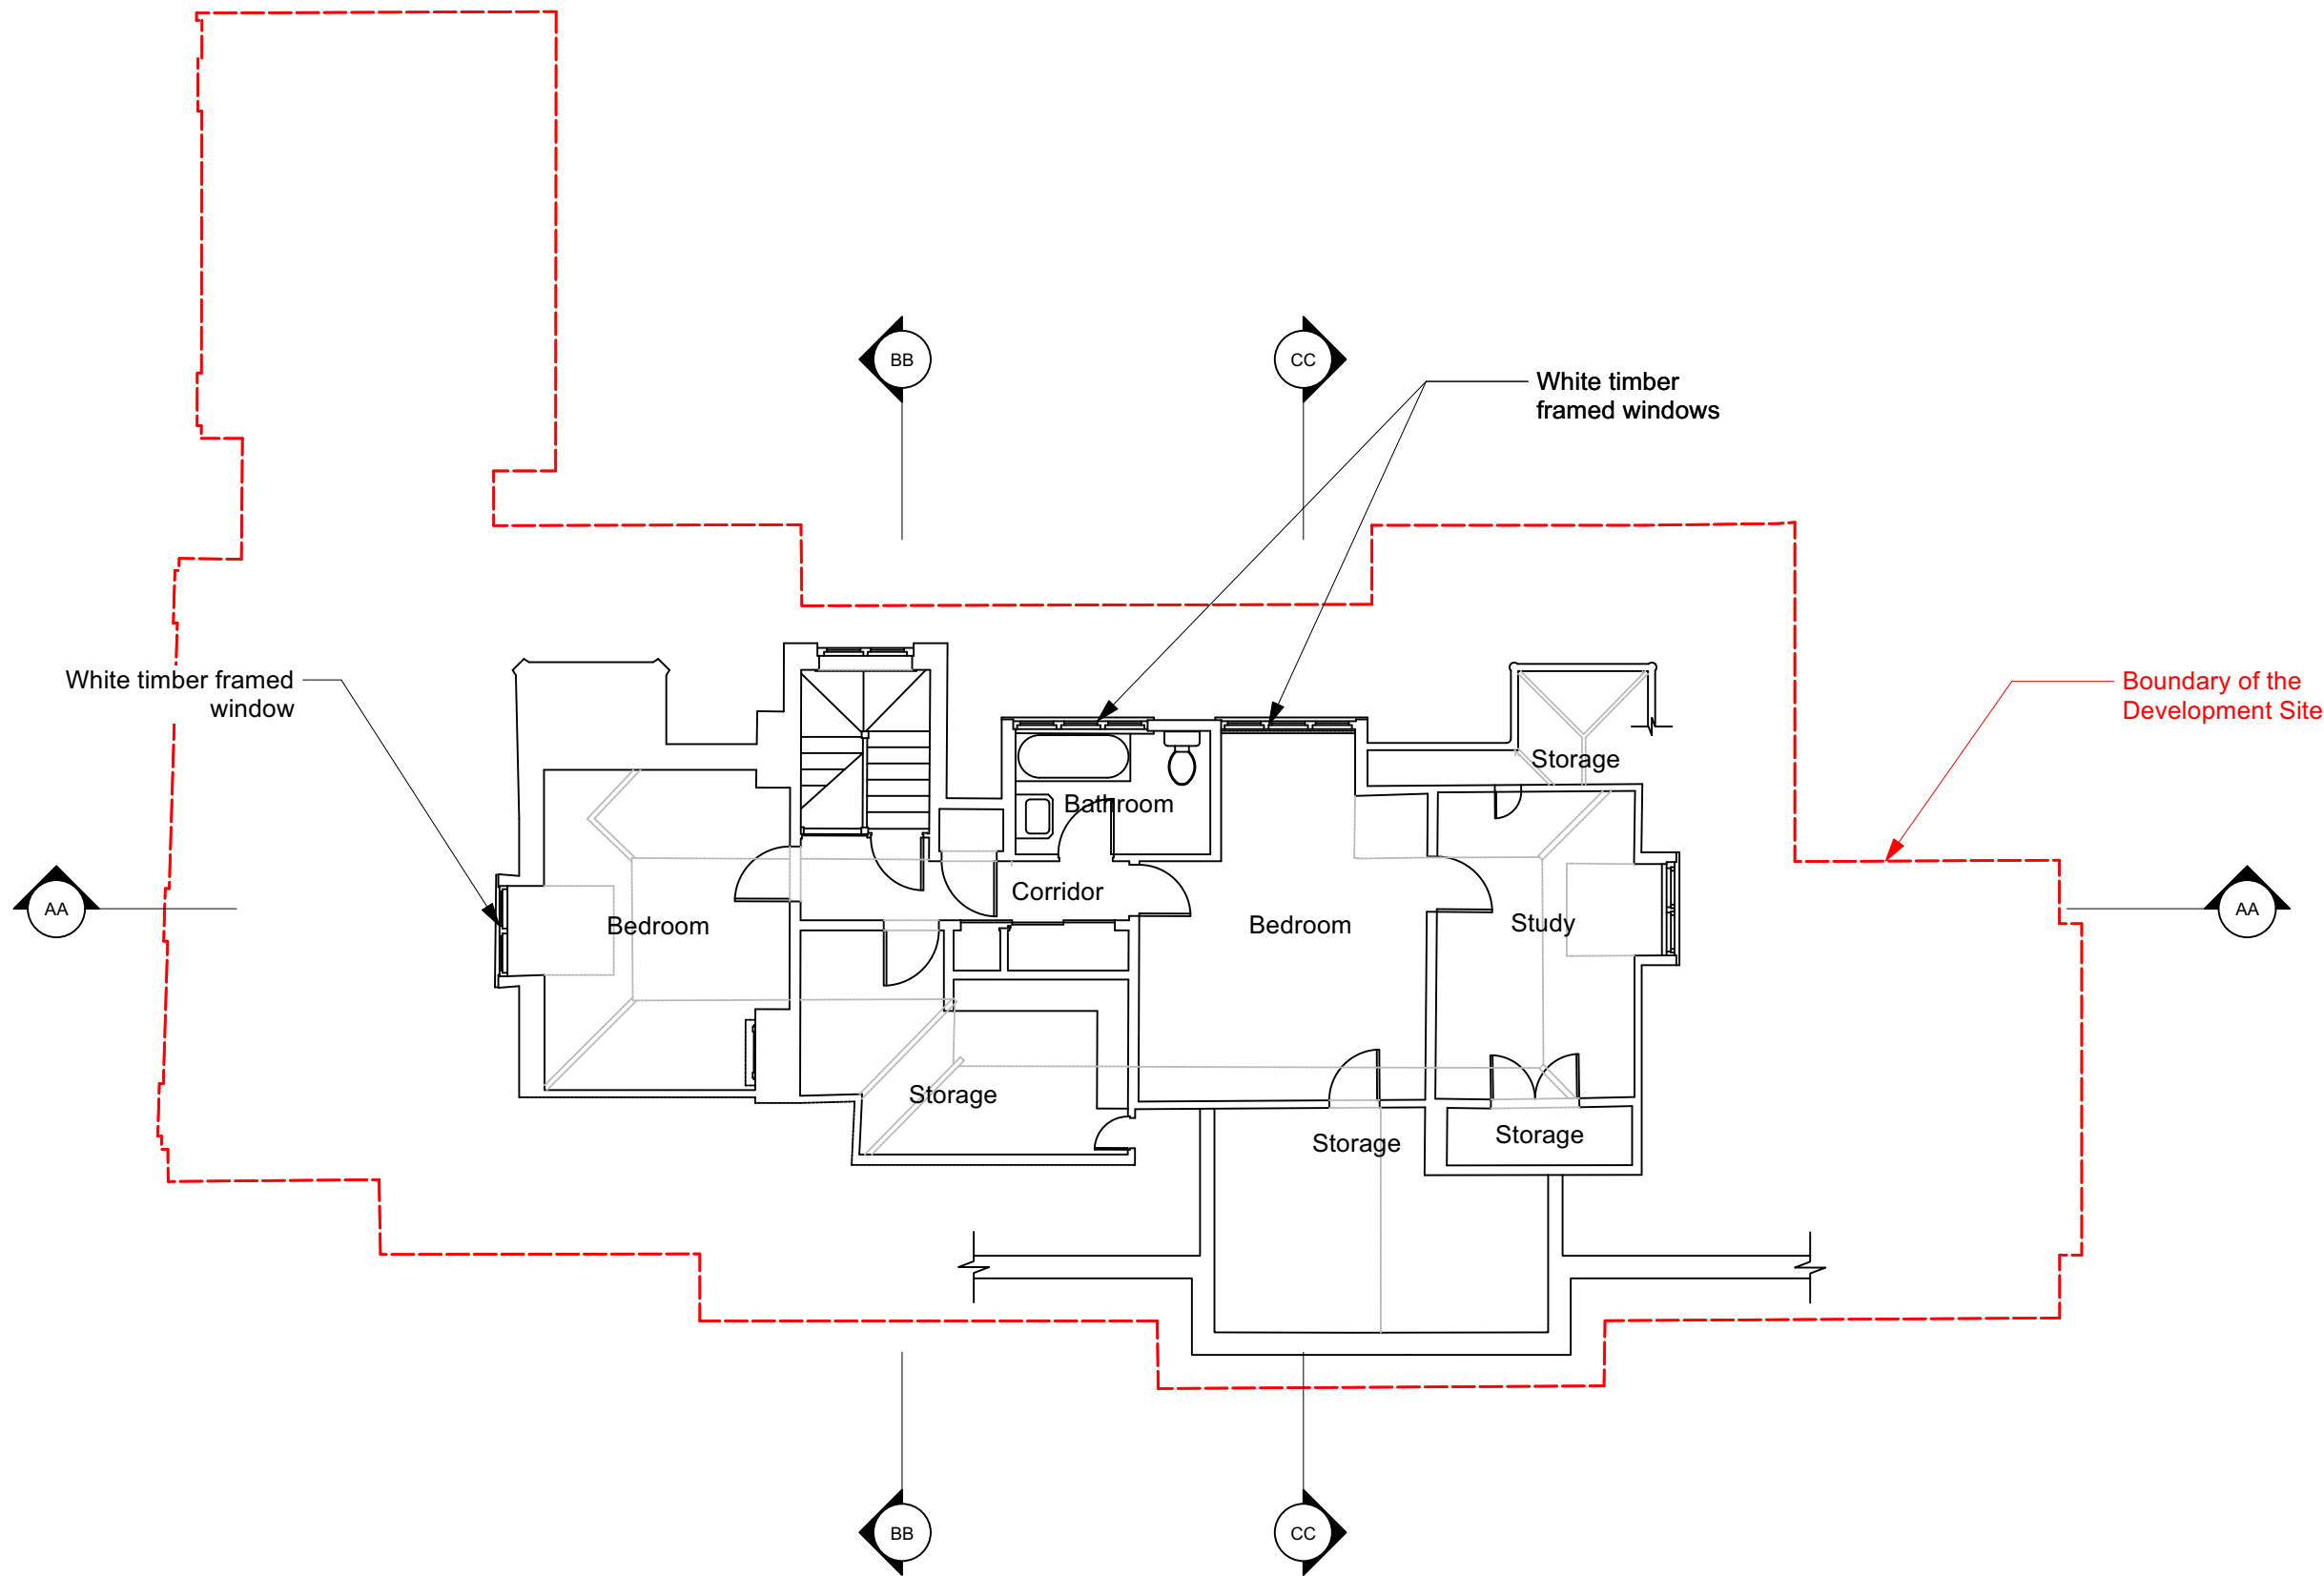 BB
CC
White timber
framed windows
White timber framed
window
Boundary of the
Development Site
Storage
Bathroom
Corridor
AA
Bedroom
Bedroom
Study
AA
Storage
Storage
Storage
BB
CC